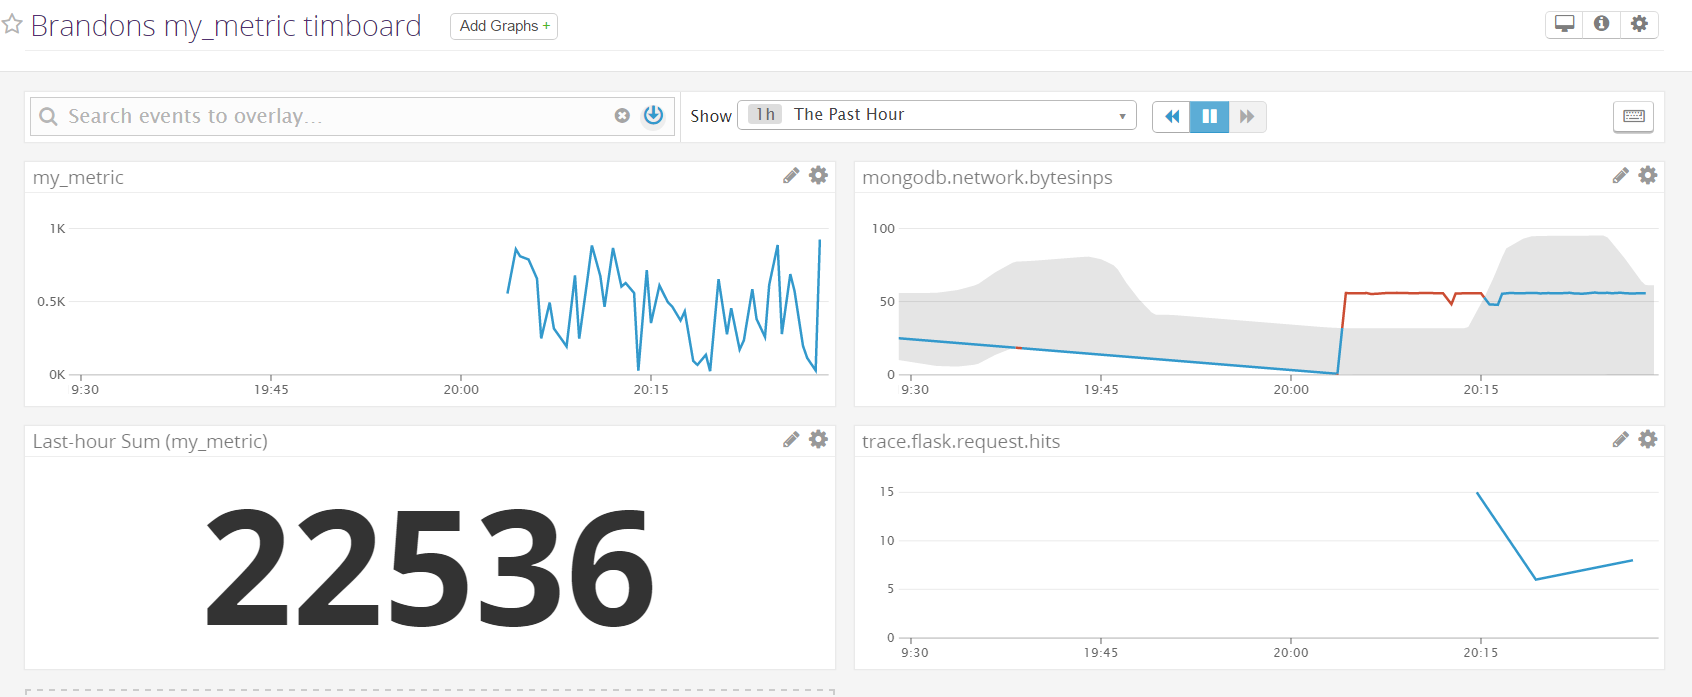 Brandons my_metric timboard Add Graphs +
Search events to overlay... Show 1h The Past Hour
my_metric
1K
0.5K
0K
9:30 19:45 20:00 20:15
mongodb.network.bytesinps
100
50
0
9:30 19:45 20:00 20:15
Last-hour Sum (my_metric)
22536
trace.flask.request.hits
15
10
5
0
9:30 19:45 20:00 20:15